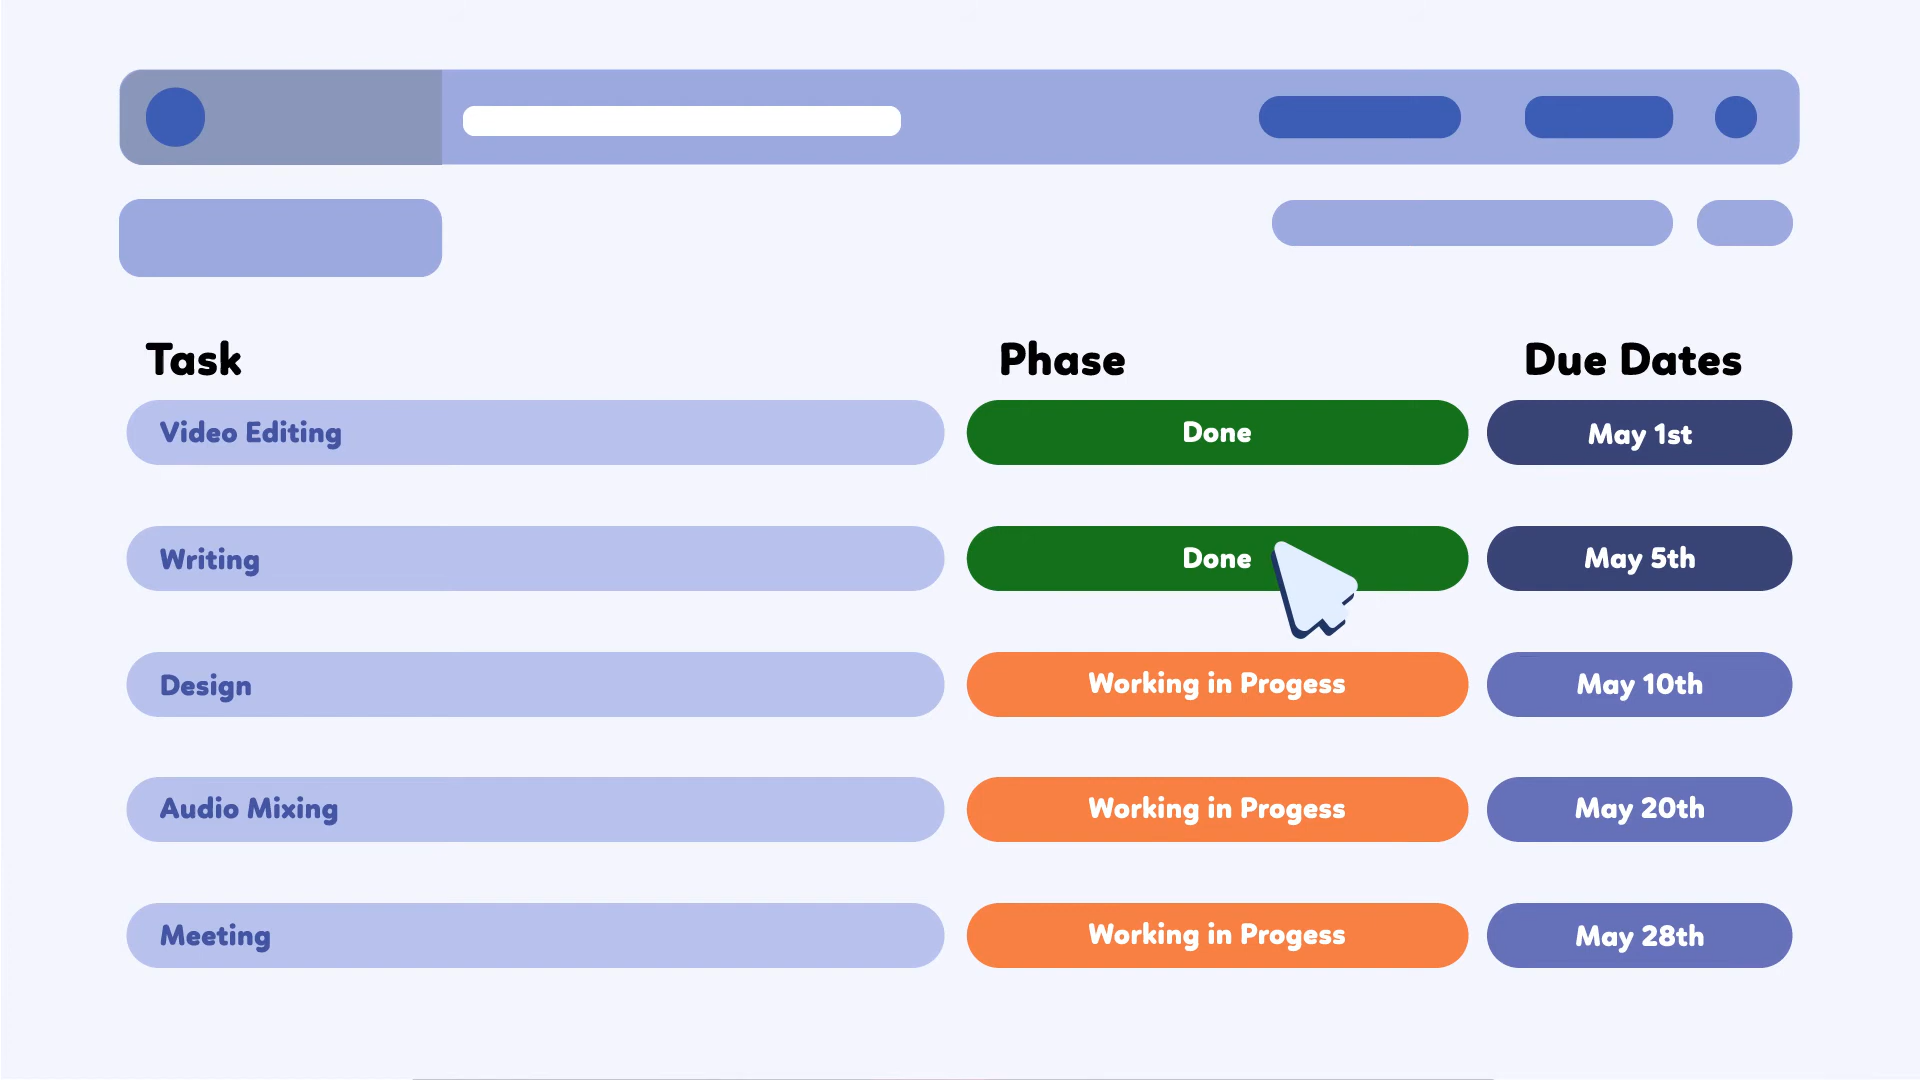 Task Phase Due Dates
Video Editing Done May 1st
Writing Done May 5th
Design Working in Progess May 10th
Audio Mixing Working in Progess May 20th
Meeting Working in Progess May 28th